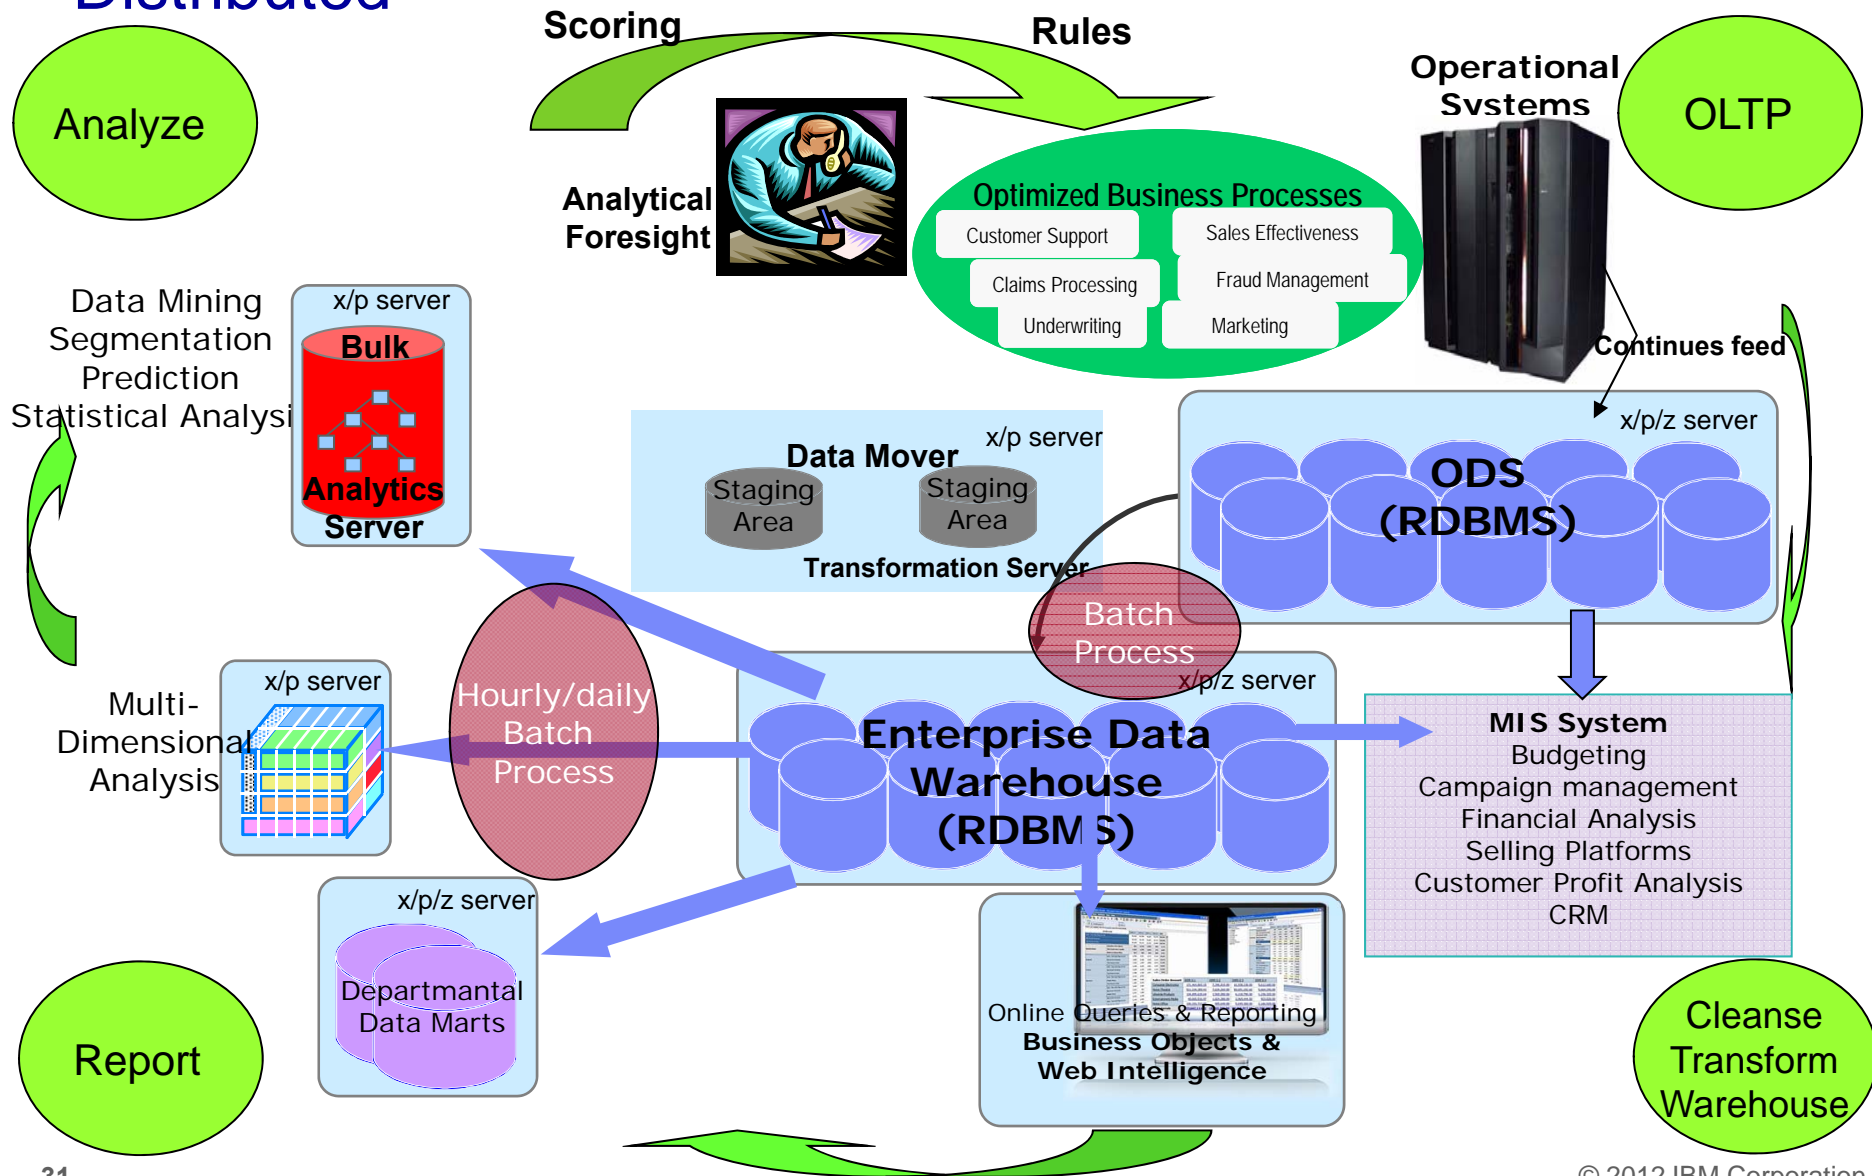 Distributed
Scoring
Rules
Analyze
Operational
Systems
OLTP
Analytical
Foresight
Optimized Business Processes
Customer Support
Sales Effectiveness
Claims Processing
Fraud Management
Underwriting
Marketing
Continues feed
Data Mining
Segmentation
Prediction
Statistical Analysi
x/p server
Bulk
Analytics
Server
x/p server
Data Mover
Staging
Area
Staging
Area
Transformation Server
x/p/z server
ODS
(RDBMS)
Batch
Process
Multi-
Dimensional
Analysis
x/p server
Hourly/daily
Batch
Process
x/p/z server
Enterprise Data
Warehouse
(RDBMS)
MIS System
Budgeting
Campaign management
Financial Analysis
Selling Platforms
Customer Profit Analysis
CRM
x/p/z server
Departmantal
Data Marts
Online Queries & Reporting
Business Objects &
Web Intelligence
Report
Cleanse
Transform
Warehouse
31
© 2012 IBM Corporation